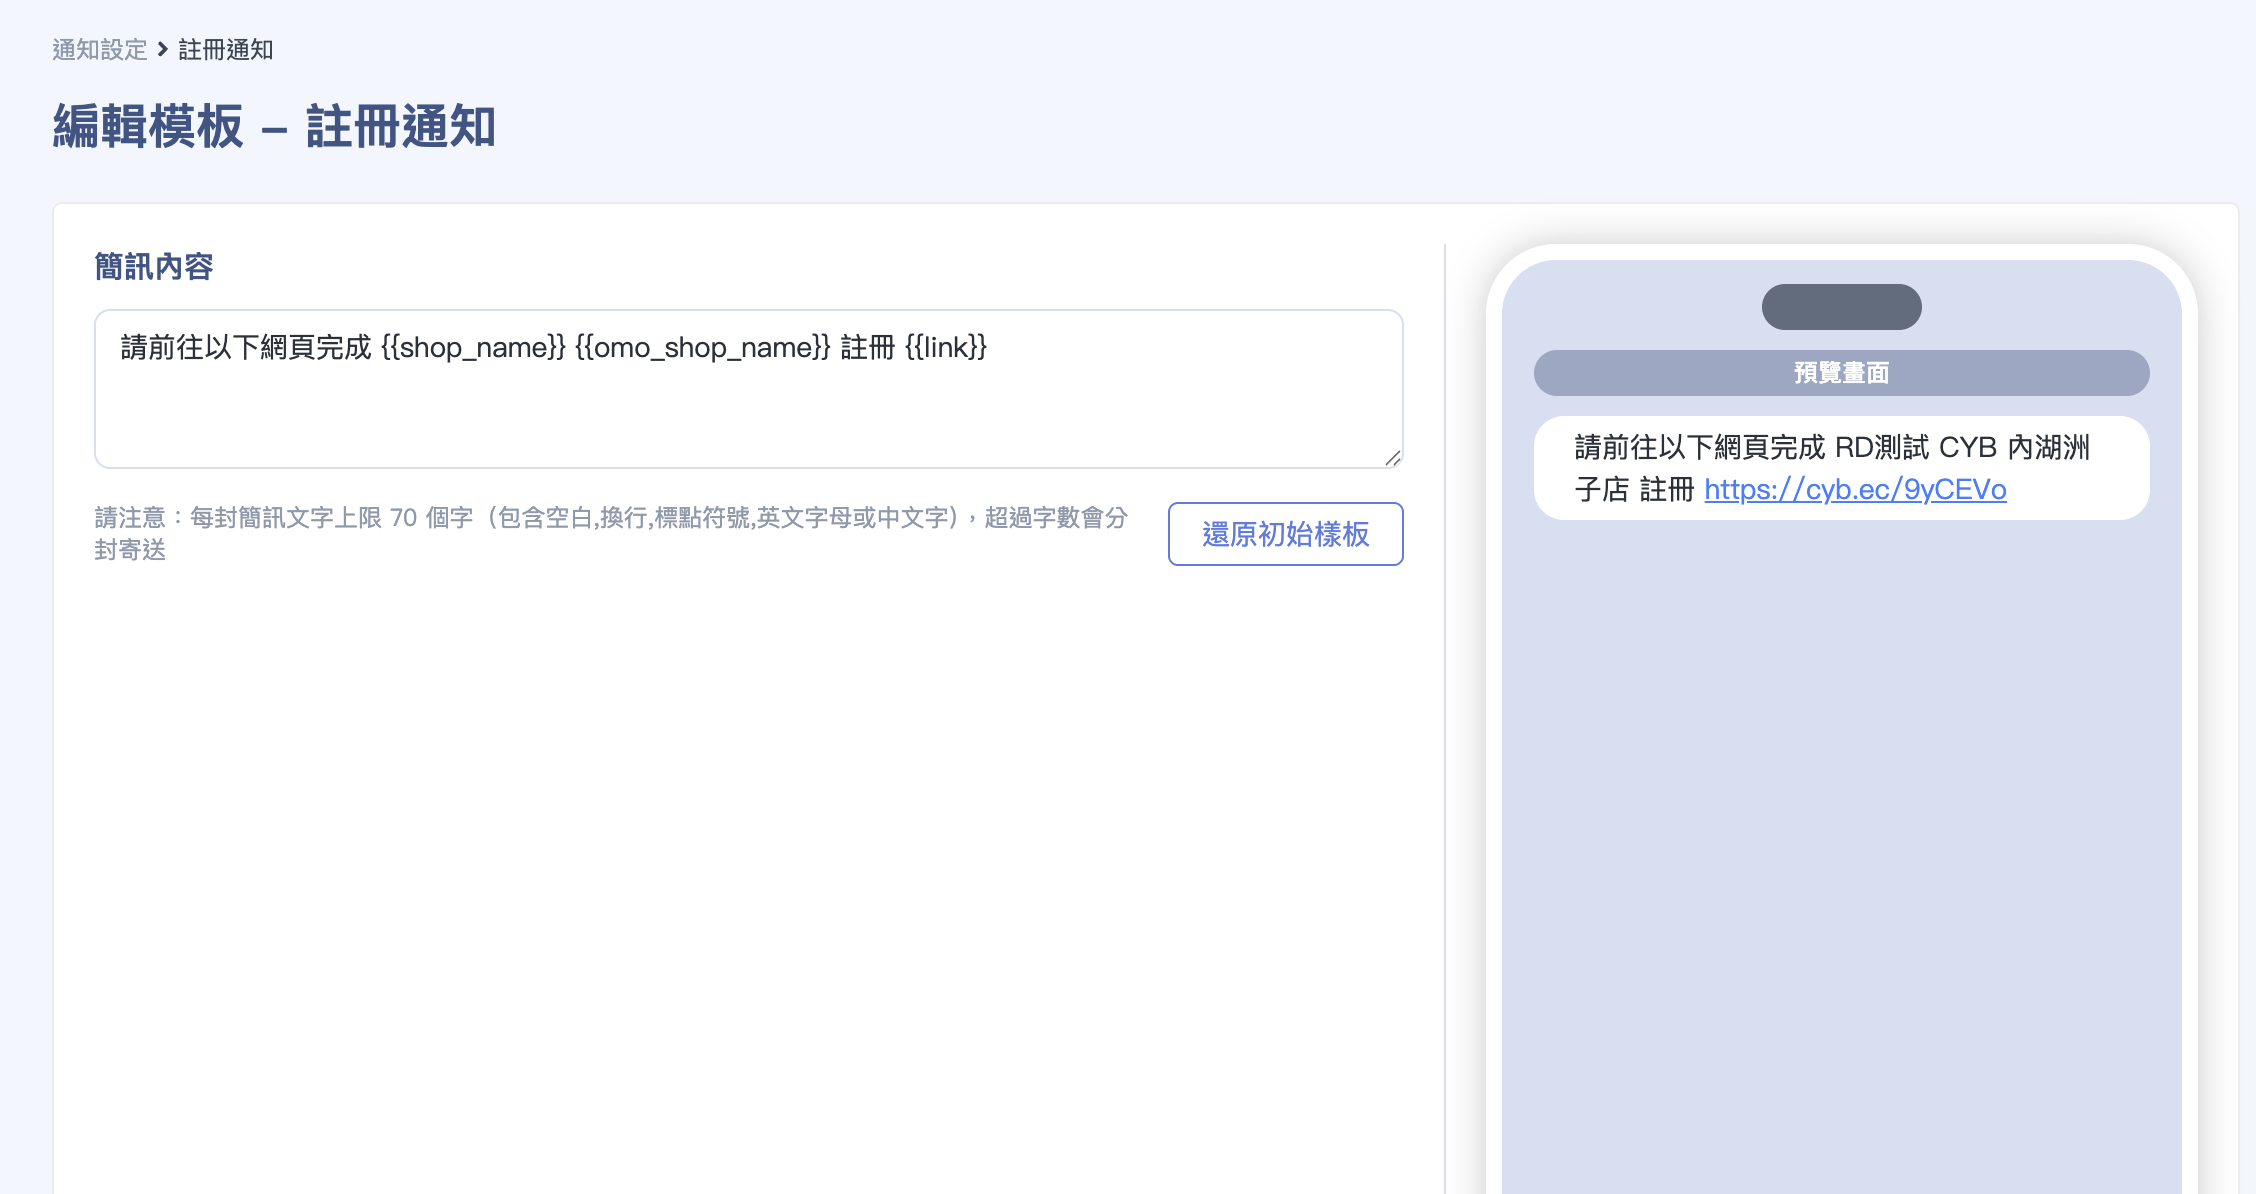 通知設定 > 註冊通知
編輯模板 – 註冊通知
簡訊內容
請前往以下網頁完成 {{shop_name}} {{omo_shop_name}} 註冊 {{link}}
請注意：每封簡訊文字上限 70 個字（包含空白,換行,標點符號,英文字母或中文字），超過字數會分
封寄送
還原初始樣板
預覽畫面
請前往以下網頁完成 RD測試 CYB 內湖洲
子店 註冊 https://cyb.ec/9yCEVo